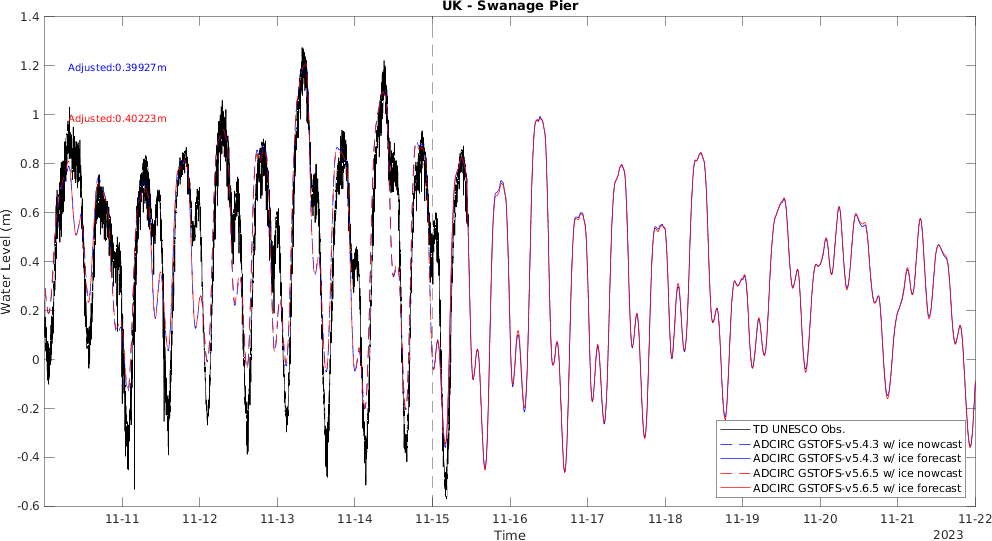 UK - Swanage Pier
1.4
1.2
1
0.8
0.6
0.4
0.2
0
-0.2
-0.4
-0.6
Water Level (m)
Adjusted:0.39927m
Adjusted:0.40223m
TD UNESCO Obs.
ADCIRC GSTOFS-v5.4.3 w/ ice nowcast
ADCIRC GSTOFS-v5.4.3 w/ ice forecast
ADCIRC GSTOFS-v5.6.5 w/ ice nowcast
ADCIRC GSTOFS-v5.6.5 w/ ice forecast
11-11 11-12 11-13 11-14 11-15 11-16 11-17 11-18 11-19 11-20 11-21 11-22
Time
2023